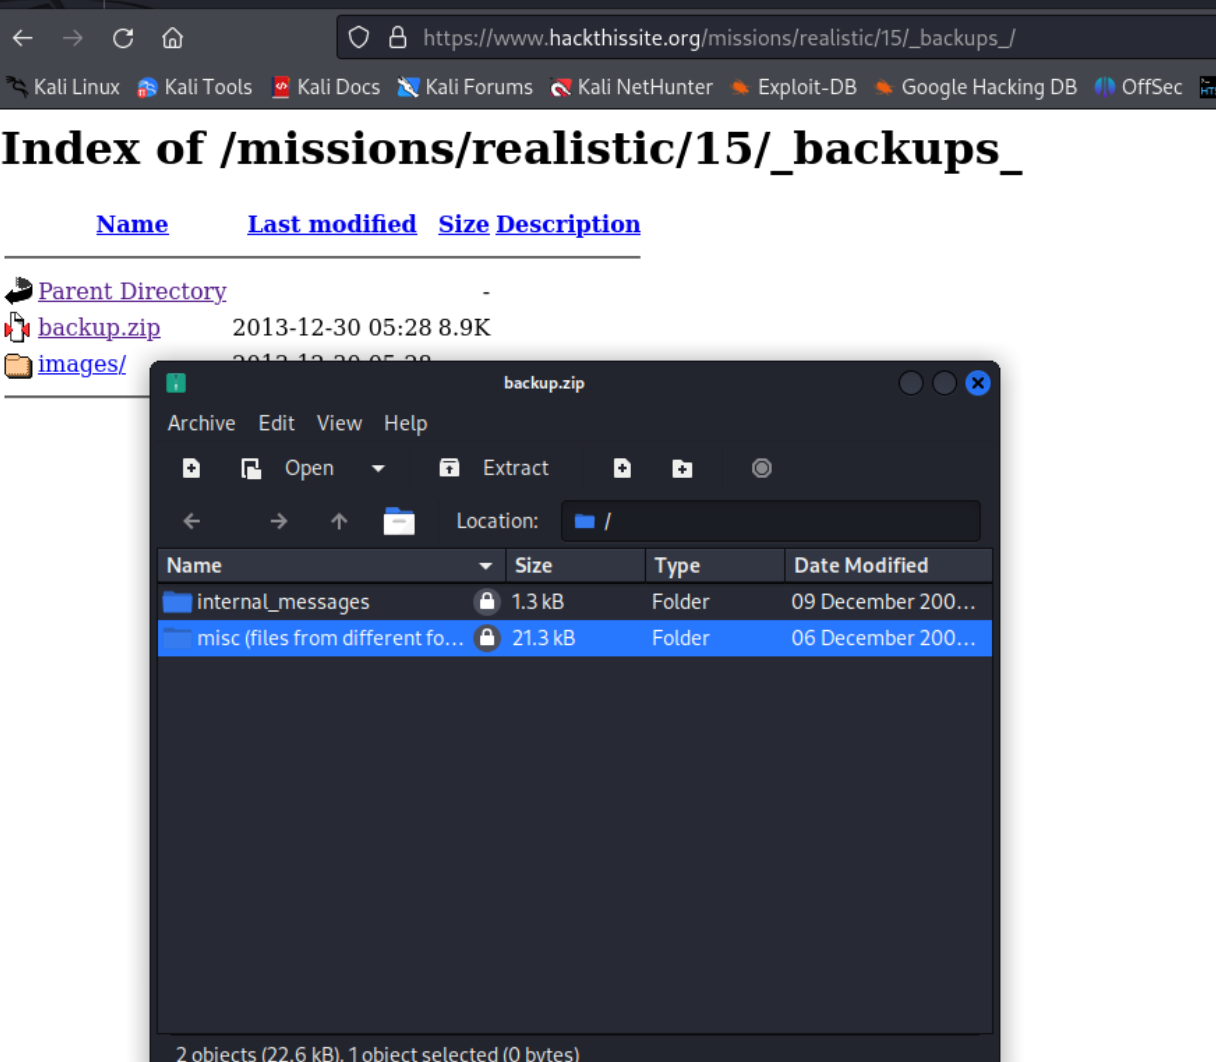 https://www.hackthissite.org/missions/realistic/15/_backups_/
Kali Linux Kali Tools Kali Docs Kali Forums Kali NetHunter Exploit-DB Google Hacking DB OffSec
Index of /missions/realistic/15/_backups_
Name Last modified Size Description
Parent Directory -
backup.zip 2013-12-30 05:28 8.9K
images/ 2013-12-30 05:28
backup.zip
Archive Edit View Help
Open Extract
Location: /
Name Size Type Date Modified
internal_messages 1.3 kB Folder 09 December 200...
misc (files from different fo... 21.3 kB Folder 06 December 200...
2 objects (22.6 kB), 1 object selected (0 bytes)